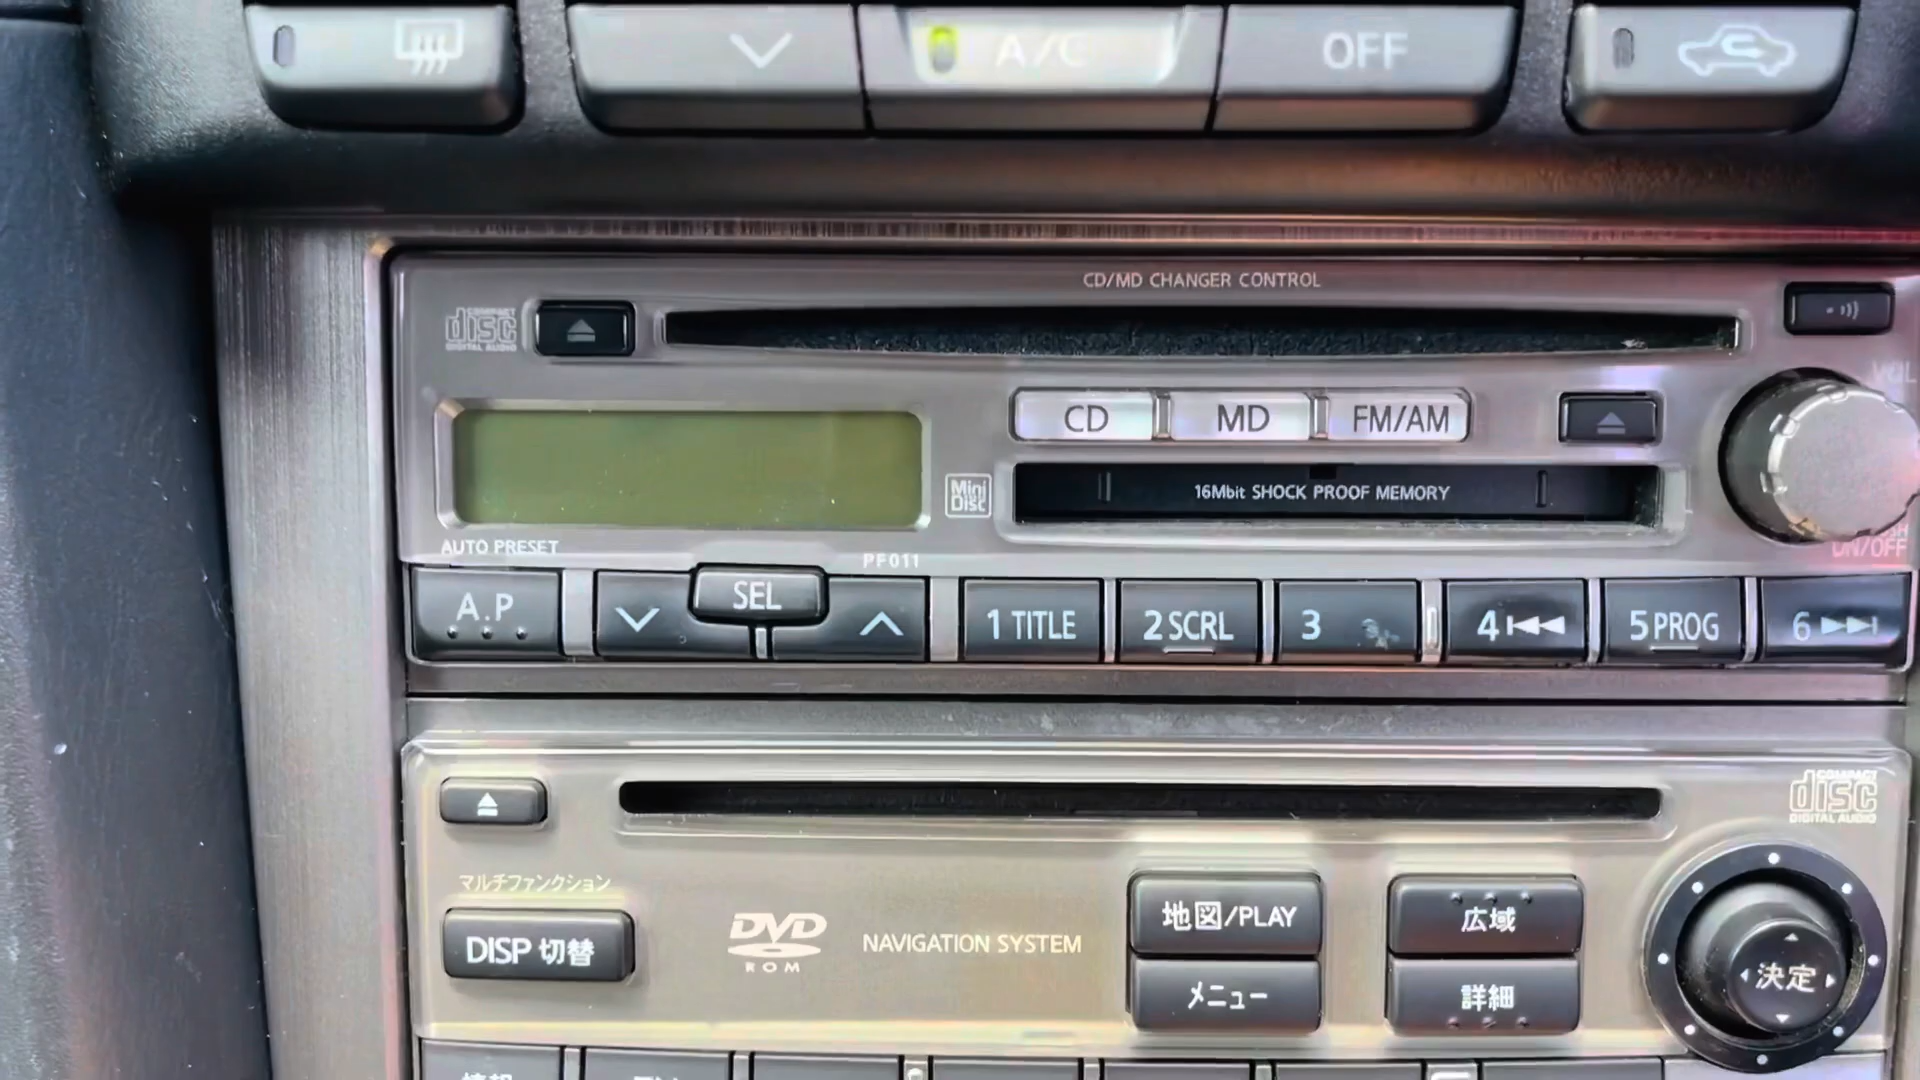 A/C
OFF
CD/MD CHANGER CONTROL
COMPACT
disc
DIGITAL AUDIO
VOL
CD
MD
FM/AM
Mini
Disc
16Mbit SHOCK PROOF MEMORY
ON/OFF
AUTO PRESET
PF011
A.P
SEL
1 TITLE
2 SCRL
3
4
5 PROG
6
COMPACT
disc
DIGITAL AUDIO
マルチファンクション
DISP 切替
DVD
ROM
NAVIGATION SYSTEM
地図/PLAY
広域
メニュー
詳細
決定